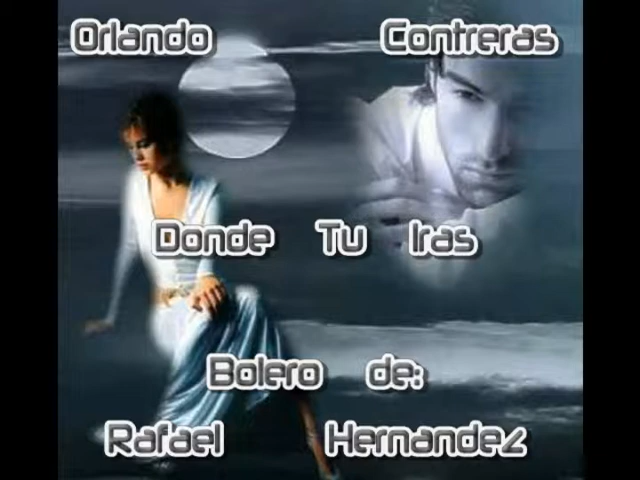 Orlando Contreras
Donde Tu Iras
Bolero de:
Rafael Hernandez